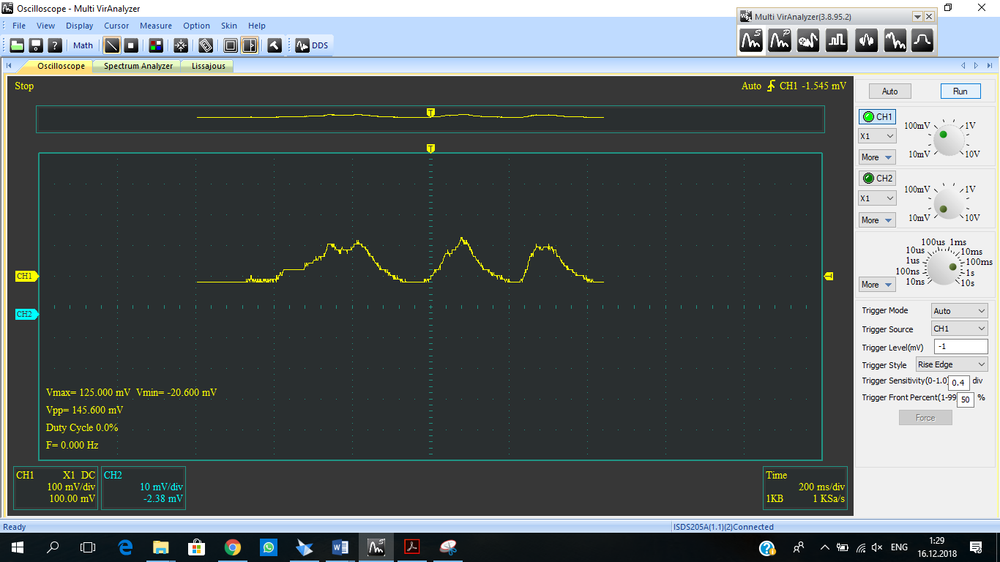 Oscilloscope - Multi VirAnalyzer
Multi VirAnalyzer(3.8.95.2)
File View Display Cursor Measure Option Skin Help
? Math DDS
Oscilloscope Spectrum Analyzer Lissajous
Stop
Auto CH1 -1.545 mV
T
T
CH1
CH2
Vmax= 125.000 mV Vmin= -20.600 mV
Vpp= 145.600 mV
Duty Cycle 0.0%
F= 0.000 Hz
CH1 X1 DC
100 mV/div
100.00 mV
CH2
10 mV/div
-2.38 mV
Time
200 ms/div
1KB 1 KSa/s
Auto Run
CH1
X1
More
100mV 1V
10mV 10V
CH2
X1
More
100mV 1V
10mV 10V
100us 1ms
10us 10ms
1us 100ms
100ns 1s
10ns 10s
More
Trigger Mode Auto
Trigger Source CH1
Trigger Level(mV) -1
Trigger Style Rise Edge
Trigger Sensitivity(0-1.0) 0.4 div
Trigger Front Percent(1-99 50 %
Force
Ready
ISDS205A(1.1)(2)Connected
ENG
1:29
16.12.2018